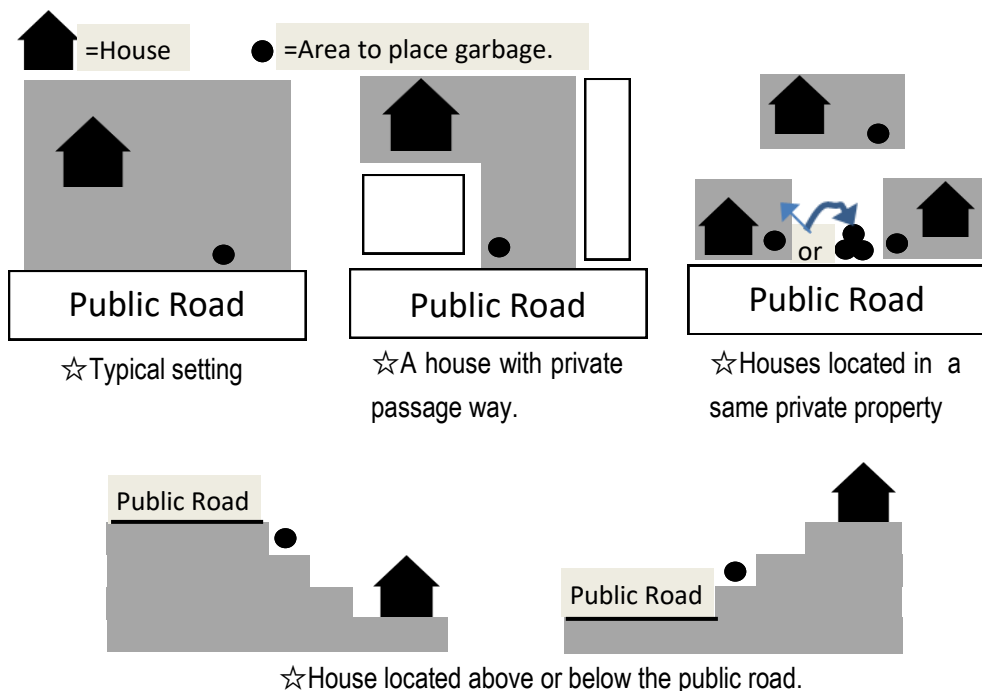 =House
=Area to place garbage.
Public Road
Public Road
or
Public Road
☆Typical setting
☆A house with private
passage way.
☆Houses located in a
same private property
Public Road
Public Road
☆House located above or below the public road.